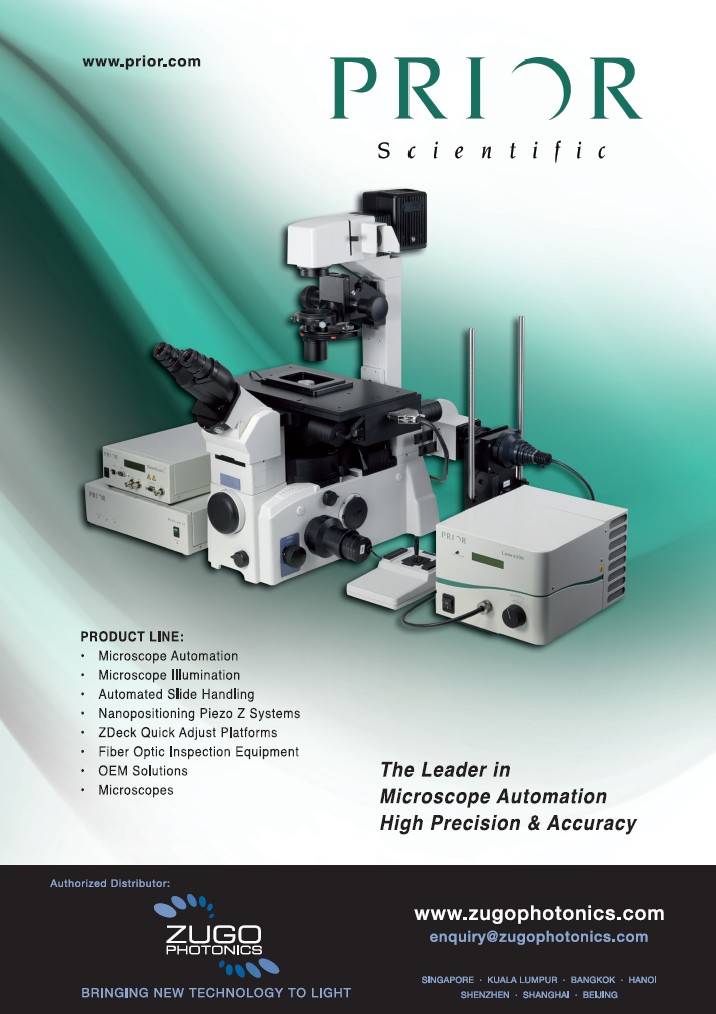 www.prior.com
PRIOR
Scientific
PRIOR
PRIOR
PRIOR
PRODUCT LINE:
• Microscope Automation
• Microscope Illumination
• Automated Slide Handling
• Nanopositioning Piezo Z Systems
• ZDeck Quick Adjust Platforms
• Fiber Optic Inspection Equipment
• OEM Solutions
• Microscopes
The Leader in
Microscope Automation
High Precision & Accuracy
Authorized Distributor:
ZUGO
PHOTONICS
BRINGING NEW TECHNOLOGY TO LIGHT
www.zugophotonics.com
enquiry@zugophotonics.com
SINGAPORE · KUALA LUMPUR · BANGKOK · HANOI
SHENZHEN · SHANGHAI · BEIJING